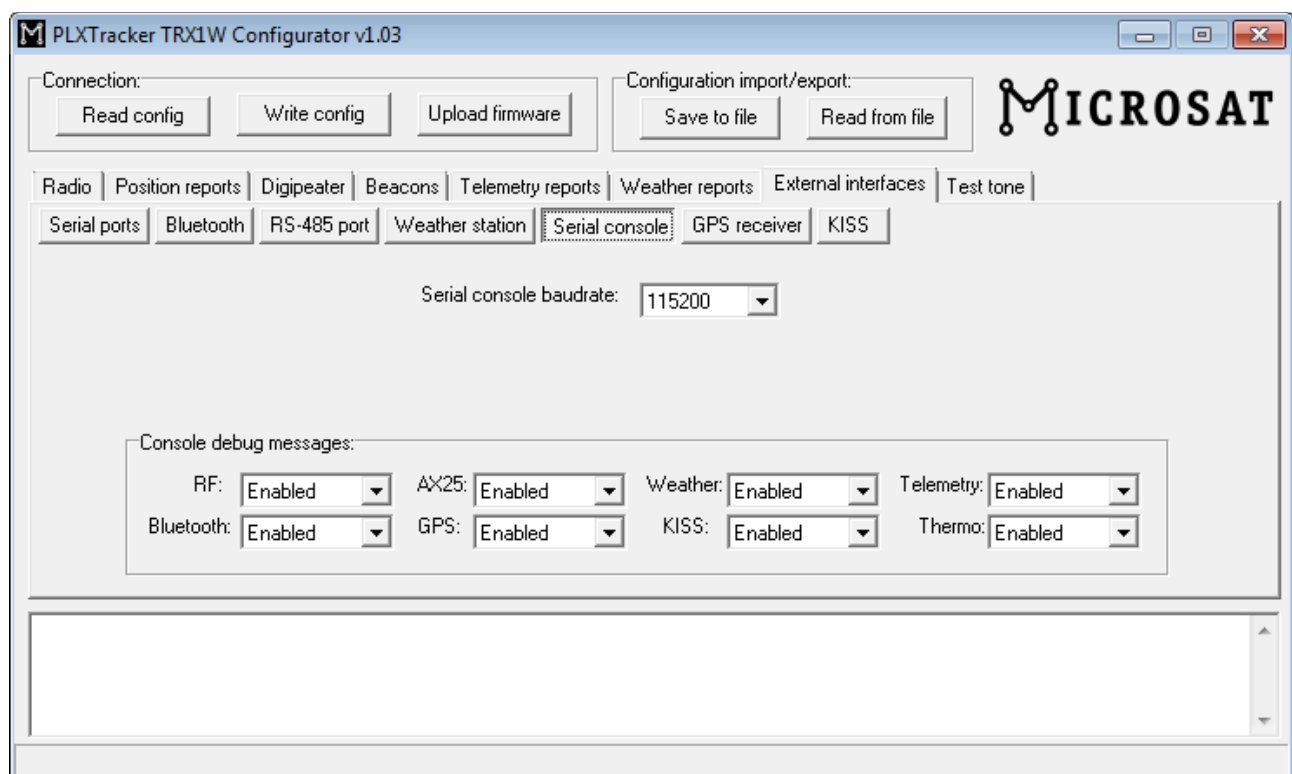 PLXTracker TRX1W Configurator v1.03
Connection: Configuration import/export:
Read config Write config Upload firmware Save to file Read from file MICROSAT
Radio Position reports Digipeater Beacons Telemetry reports Weather reports External interfaces Test tone
Serial ports Bluetooth RS-485 port Weather station Serial console GPS receiver KISS
Serial console baudrate: 115200
Console debug messages:
RF: Enabled AX25: Enabled Weather: Enabled Telemetry: Enabled
Bluetooth: Enabled GPS: Enabled KISS: Enabled Thermo: Enabled